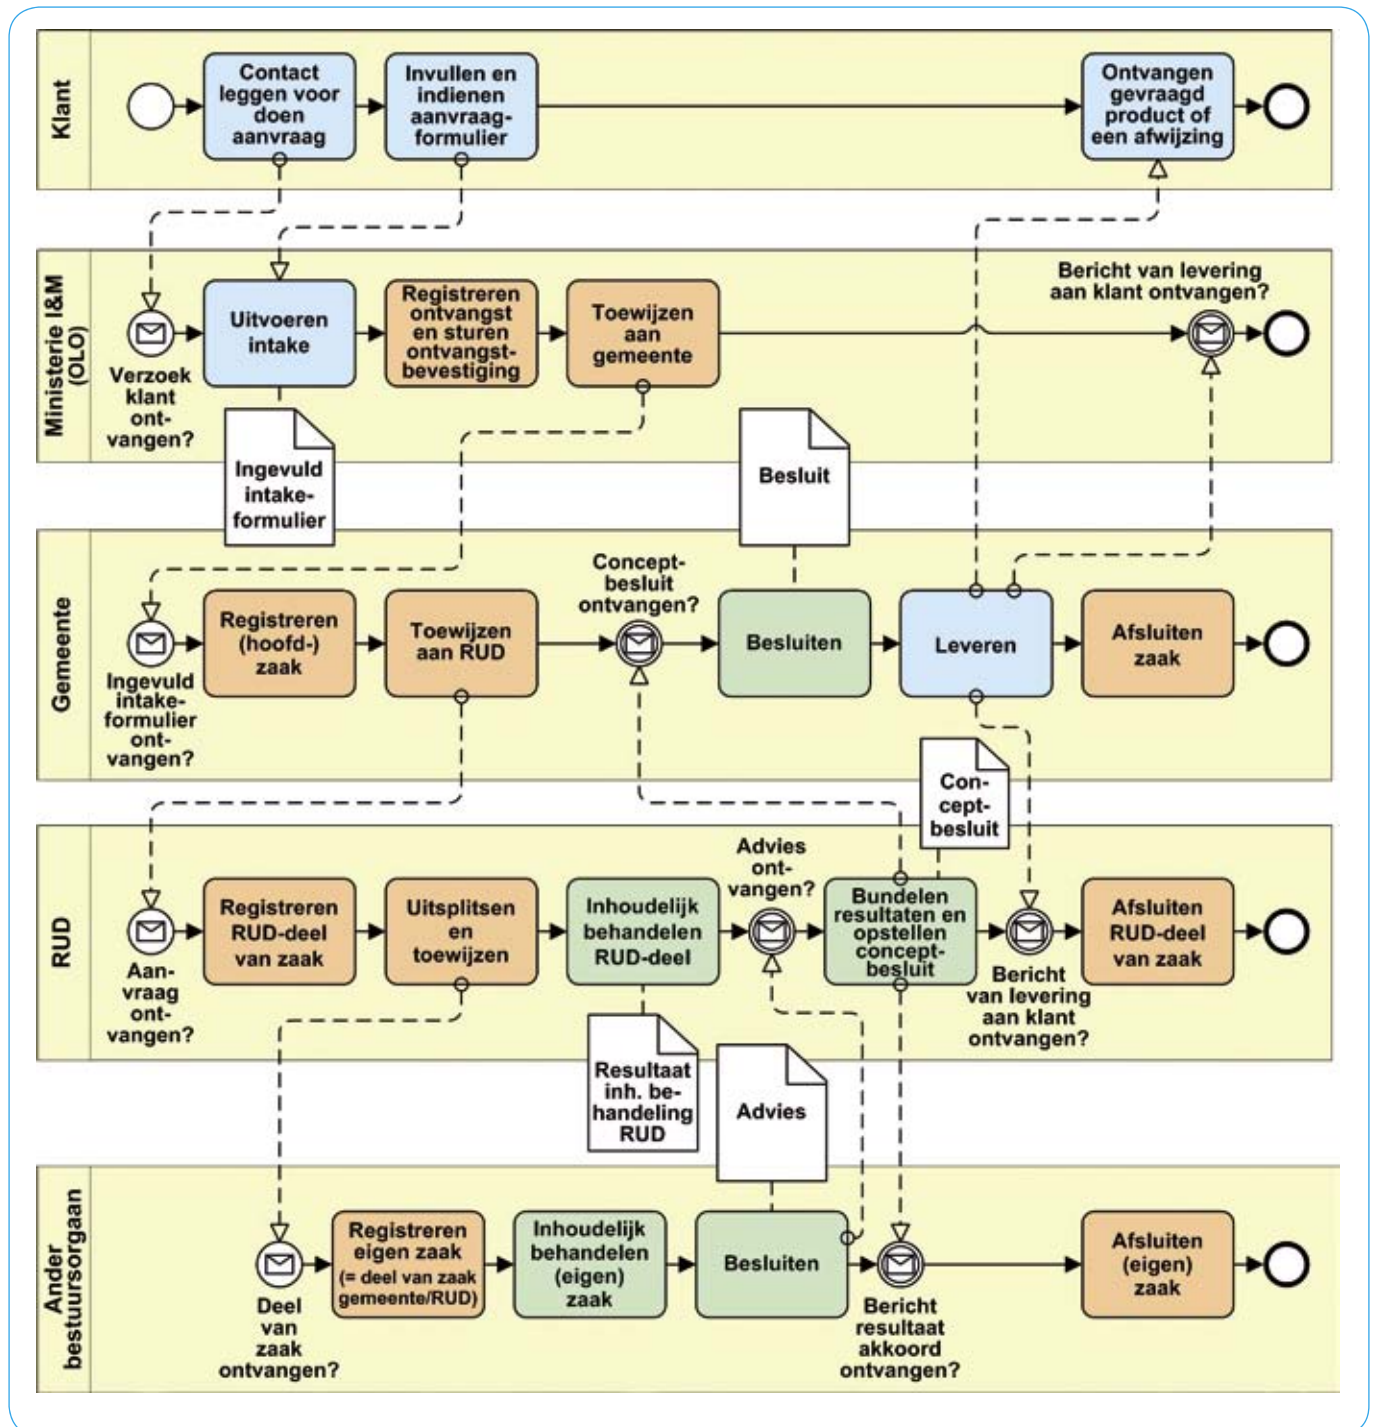 Klant
Contact
leggen voor
doen
aanvraag
Invullen en
indienen
aanvraag-
formulier
Ontvangen
gevraagd
product of
een afwijzing
Ministerie I&M
(OLO)
Verzoek
klant
ont-
vangen?
Uitvoeren
intake
Registreren
ontvangst
en sturen
ontvangst-
bevestiging
Toewijzen
aan
gemeente
Bericht van levering
aan klant ontvangen?
Ingevuld
intake-
formulier
Besluit
Gemeente
Ingevuld
intake-
formulier
ont-
vangen?
Registreren
(hoofd-)
zaak
Toewijzen
aan RUD
Concept-
besluit
ontvangen?
Besluiten
Leveren
Afsluiten
zaak
Con-
cept-
besluit
RUD
Aan-
vraag
ont-
vangen?
Registreren
RUD-deel
van zaak
Uitsplitsen
en
toewijzen
Inhoudelijk
behandelen
RUD-deel
Advies
ont-
vangen?
Bundelen
resultaten en
opstellen
concept-
besluit
Bericht
van levering
aan klant
ontvangen?
Afsluiten
RUD-deel
van zaak
Resultaat
inh. be-
handeling
RUD
Advies
Ander
bestuursorgaan
Deel
van
zaak
ontvangen?
Registreren
eigen zaak
(= deel van zaak
gemeente/RUD)
Inhoudelijk
behandelen
(eigen)
zaak
Besluiten
Bericht
resultaat
akkoord
ontvangen?
Afsluiten
(eigen)
zaak